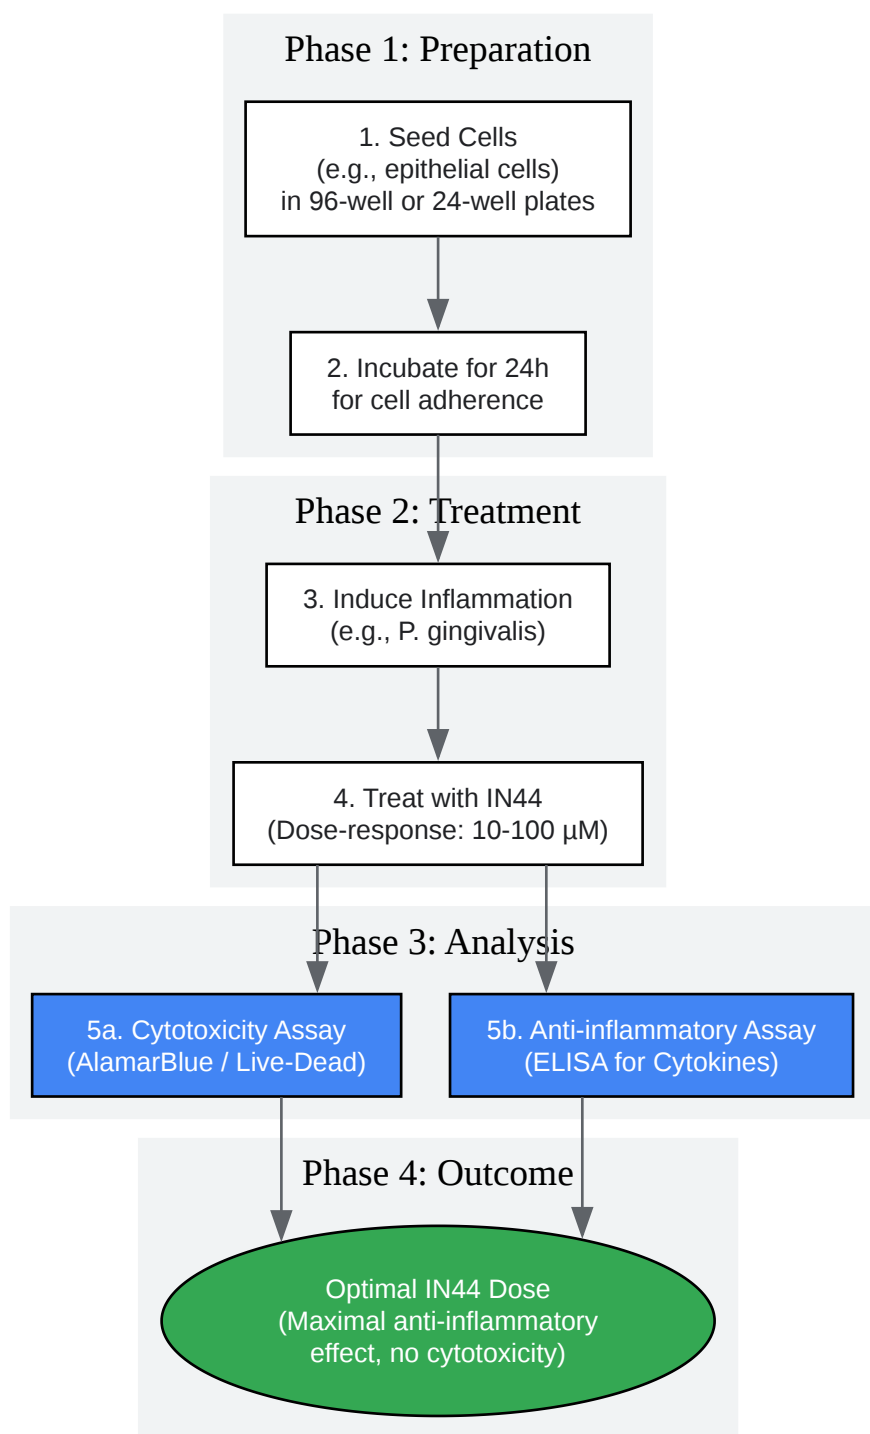 Phase 1: Preparation
1. Seed Cells
(e.g., epithelial cells)
in 96-well or 24-well plates
2. Incubate for 24h
for cell adherence
Phase 2: Treatment
3. Induce Inflammation
(e.g., P. gingivalis)
4. Treat with IN44
(Dose-response: 10-100 µM)
Phase 3: Analysis
5a. Cytotoxicity Assay
(AlamarBlue / Live-Dead)
5b. Anti-inflammatory Assay
(ELISA for Cytokines)
Phase 4: Outcome
Optimal IN44 Dose
(Maximal anti-inflammatory
effect, no cytotoxicity)